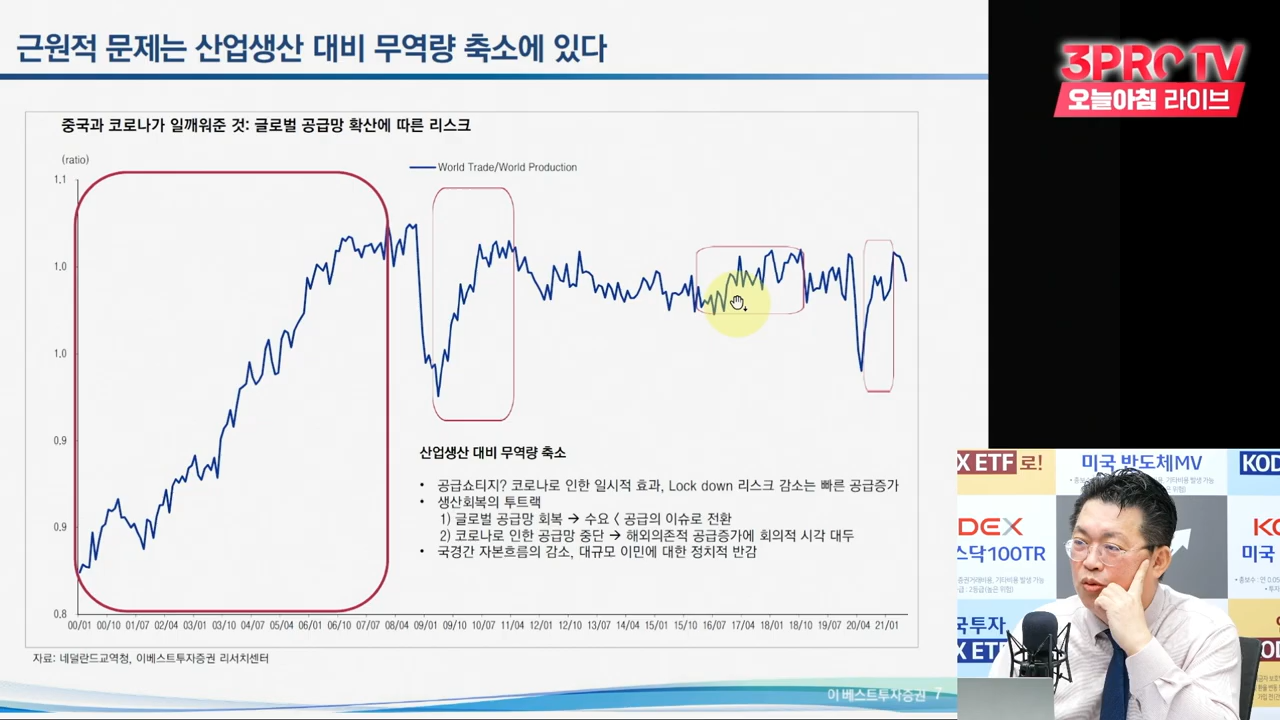 근원적 문제는 산업생산 대비 무역량 축소에 있다
3PRO TV
오늘아침 라이브
중국과 코로나가 일깨워준 것: 글로벌 공급망 확산에 따른 리스크
(ratio)
World Trade/World Production
1.1
1.0
1.0
0.9
0.9
0.8
산업생산 대비 무역량 축소
• 공급쇼티지? 코로나로 인한 일시적 효과, Lock down 리스크 감소는 빠른 공급증가
• 생산회복의 투트랙
1) 글로벌 공급망 회복 → 수요 < 공급의 이슈로 전환
2) 코로나로 인한 공급망 중단 → 해외의존적 공급증가에 회의적 시각 대두
• 국경간 자본흐름의 감소, 대규모 이민에 대한 정치적 반감
00/01 00/10 01/07 02/04 03/01 03/10 04/07 05/04 06/01 06/10 07/07 08/04 09/01 09/10 10/07 11/04 12/01 12/10 13/07 14/04 15/01 15/10 16/07 17/04 18/01 18/10 19/07 20/04 21/01
자료: 네덜란드교역청, 이베스트투자증권 리서치센터
이베스트투자증권 7
X ETF 로!
미국 반도체MV
KOD
DEX
스닥100TR
KO
미국
국투자
X ETF